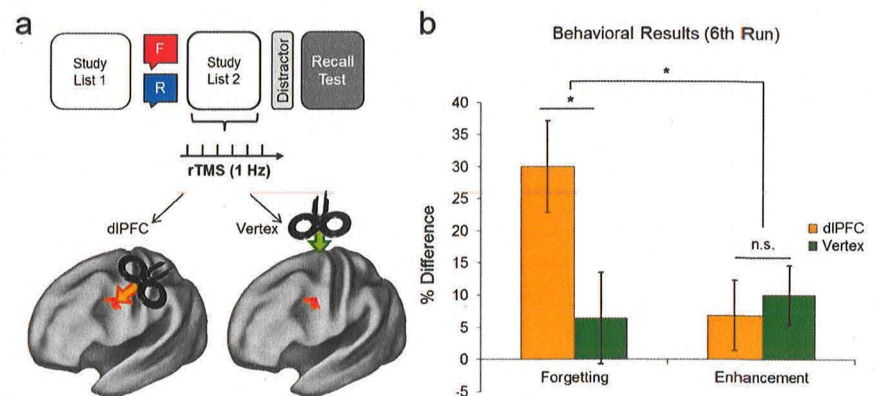 a
Study
List 1
F
R
Study
List 2
Distractor
Recall
Test
rTMS (1 Hz)
dlPFC
Vertex
b
Behavioral Results (6th Run)
*
*
n.s.
% Difference
40
35
30
25
20
15
10
5
0
-5
Forgetting
Enhancement
dlPFC
Vertex